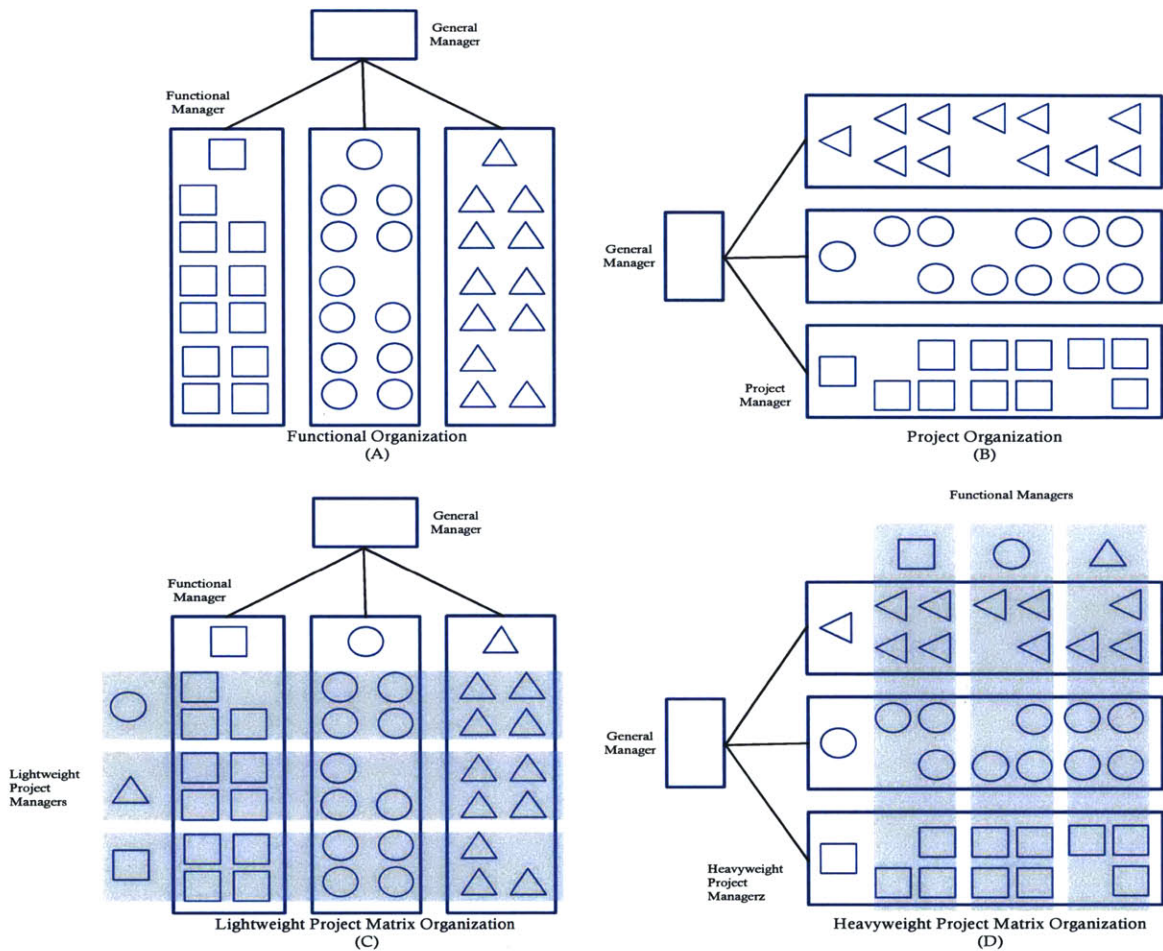 General
Manager
Functional
Manager
Functional Organization
(A)
General
Manager
Project
Manager
Project Organization
(B)
General
Manager
Functional
Manager
Lightweight
Project
Managers
Lightweight Project Matrix Organization
(C)
Functional Managers
General
Manager
Heavyweight
Project
Managerz
Heavyweight Project Matrix Organization
(D)